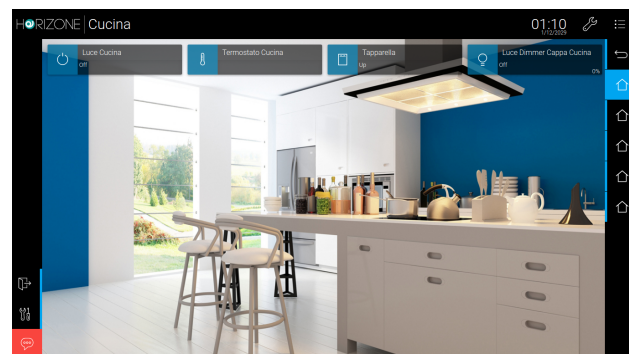 HORIZONE Cucina
01:10
1/12/2029
Luce Cucina
Off
Termostato Cucina
Tapparella
Up
Luce Dimmer Cappa Cucina
Off
0%